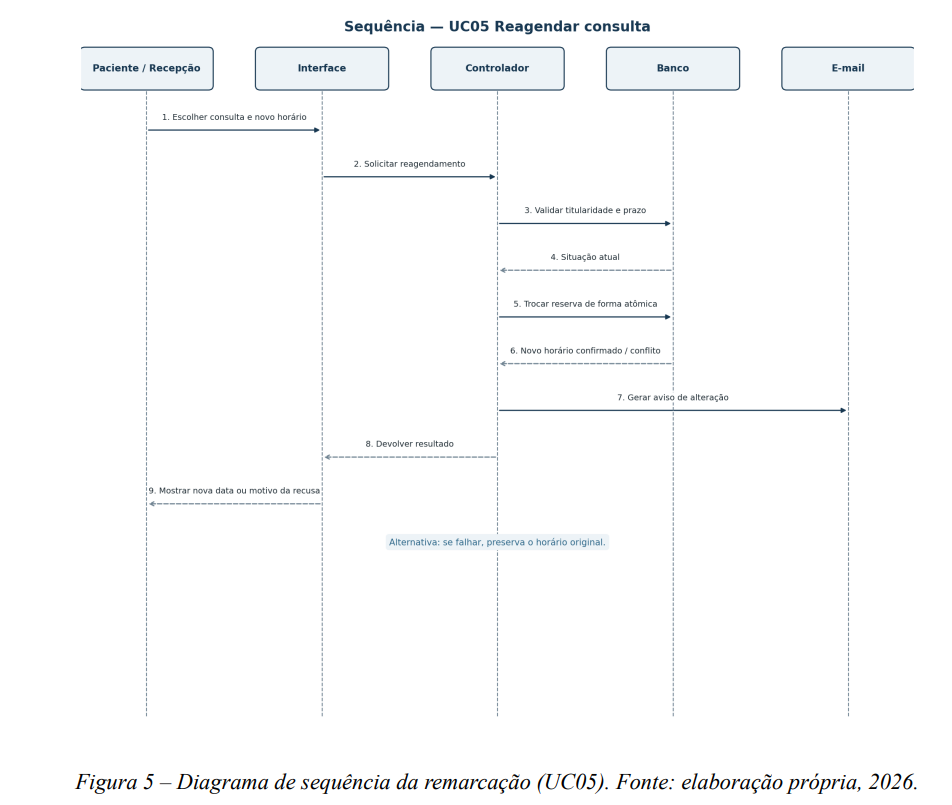 Sequência — UC05 Reagendar consulta
Paciente / Recepção
Interface
Controlador
Banco
E-mail
1. Escolher consulta e novo horário
2. Solicitar reagendamento
3. Validar titularidade e prazo
4. Situação atual
5. Trocar reserva de forma atômica
6. Novo horário confirmado / conflito
7. Gerar aviso de alteração
8. Devolver resultado
9. Mostrar nova data ou motivo da recusa
Alternativa: se falhar, preserva o horário original.
Figura 5 – Diagrama de sequência da remarcação (UC05). Fonte: elaboração própria, 2026.